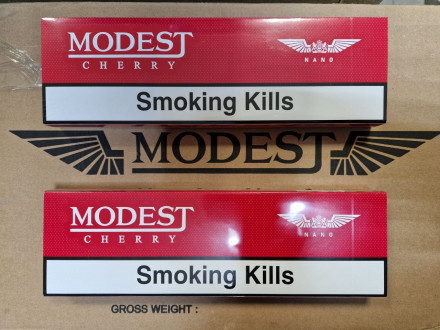 MODEST
CHERRY
NANO
Smoking Kills
MODEST
MODEST
CHERRY
NANO
Smoking Kills
GROSS WEIGHT :